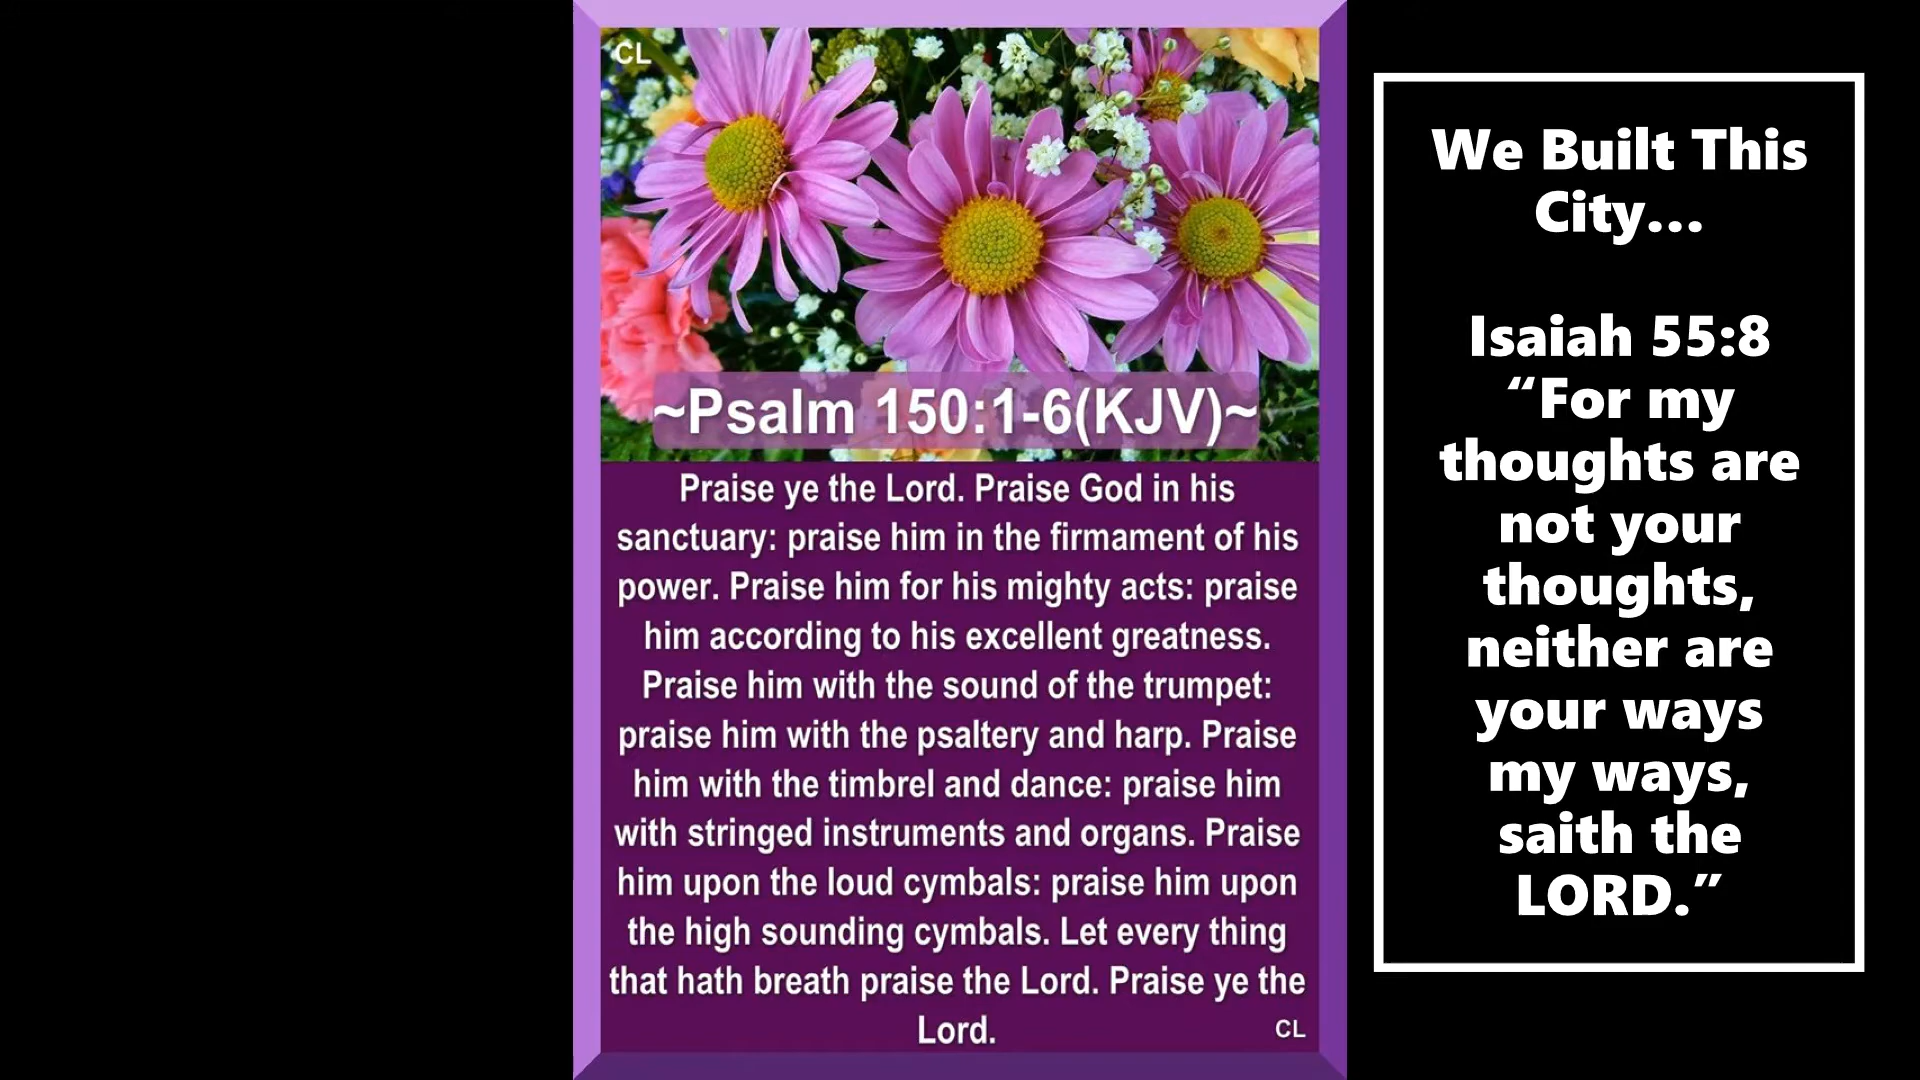 CL
~Psalm 150:1-6(KJV)~
Praise ye the Lord. Praise God in his
sanctuary: praise him in the firmament of his
power. Praise him for his mighty acts: praise
him according to his excellent greatness.
Praise him with the sound of the trumpet:
praise him with the psaltery and harp. Praise
him with the timbrel and dance: praise him
with stringed instruments and organs. Praise
him upon the loud cymbals: praise him upon
the high sounding cymbals. Let every thing
that hath breath praise the Lord. Praise ye the
Lord.
CL
We Built This
City...
Isaiah 55:8
“For my
thoughts are
not your
thoughts,
neither are
your ways
my ways,
saith the
LORD.”